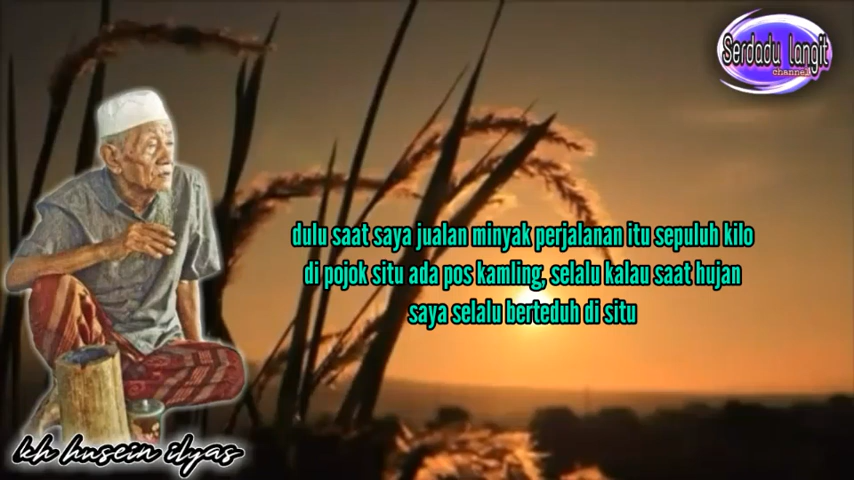 Serdadu langit
channel
dulu saat saya jualan minyak perjalanan itu sepuluh kilo
di pojok situ ada pos kamling, selalu kalau saat hujan
saya selalu berteduh di situ
kh husein ilyas